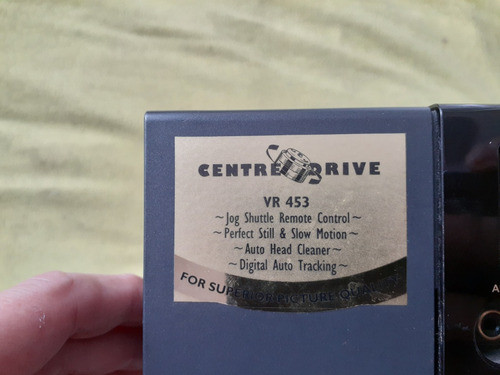 CENTRE DRIVE
VR 453
~Jog Shuttle Remote Control~
~Perfect Still & Slow Motion~
~Auto Head Cleaner~
~Digital Auto Tracking~
FOR SUPERIOR PICTURE QUALITY
A